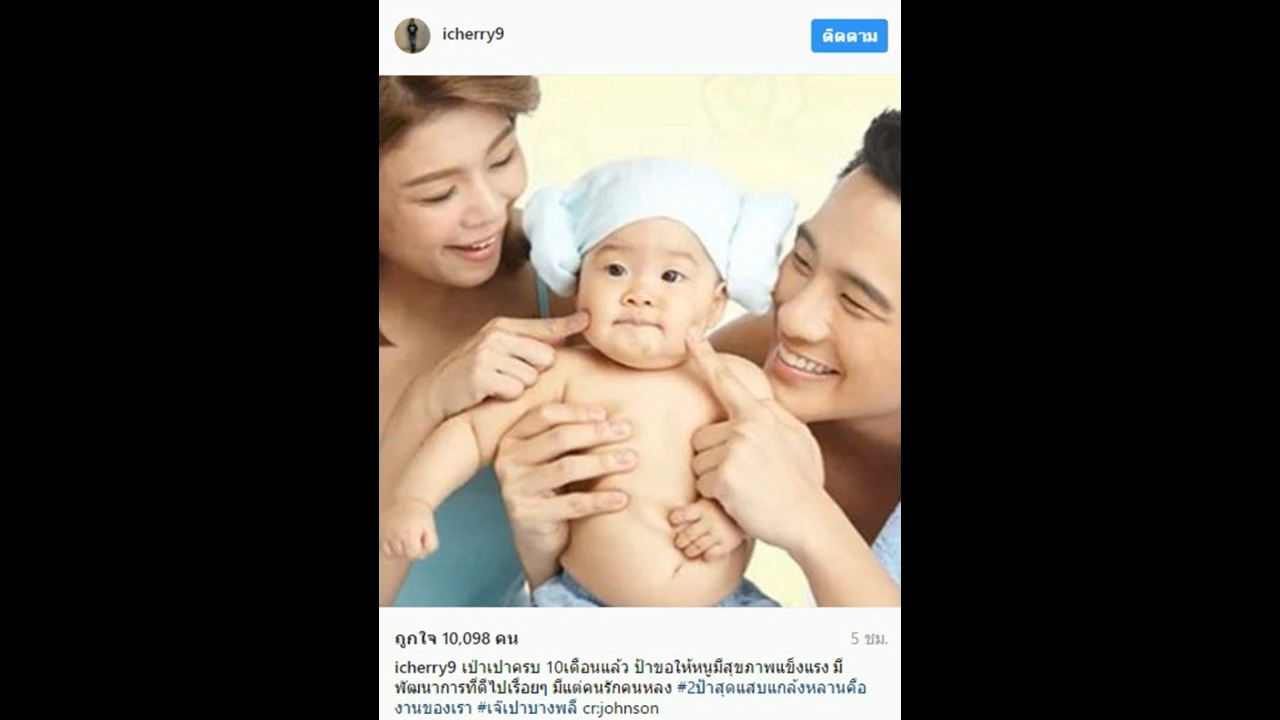 icherry9
ติดตาม
ถูกใจ 10,098 คน
5 ชม.
icherry9 เป่าเปาครบ 10เดือนแล้ว ป้าขอให้หนูมีสุขภาพแข็งแรง มี
พัฒนาการที่ดีไปเรื่อยๆ มีแต่คนรักคนหลง #2ป้าสุดแสบแกล้งหลานคือ
งานของเรา #เจ๊เปาบางพลี cr:johnson